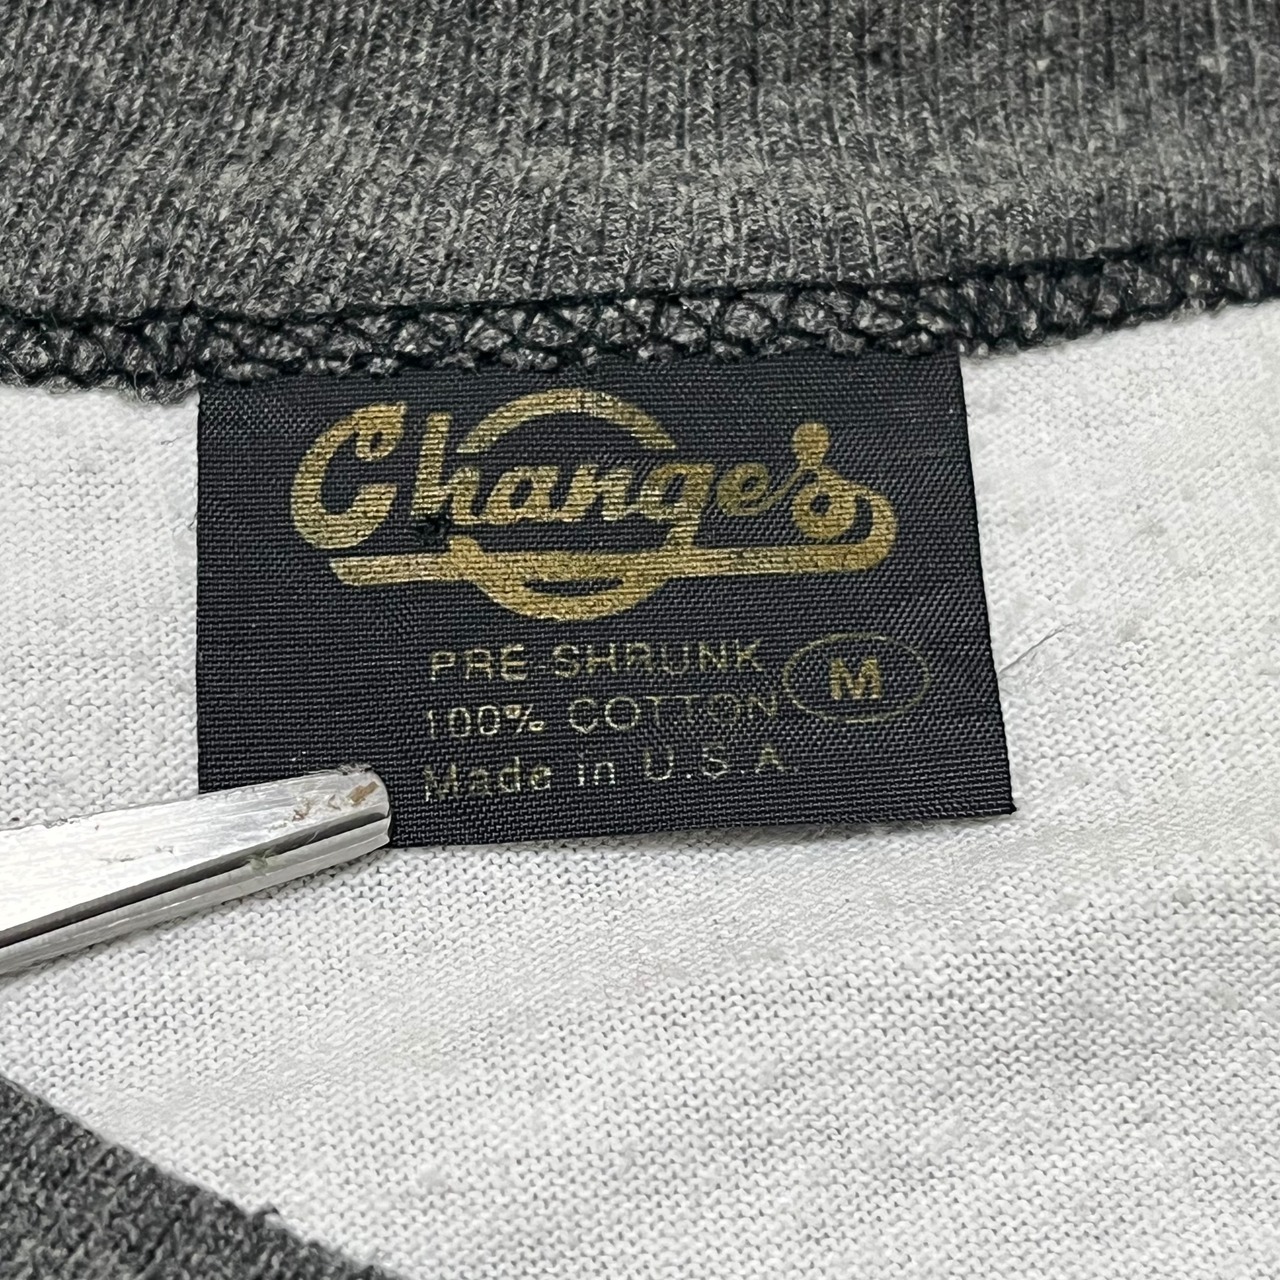 Changes
PRE-SHRUNK
100% COTTON
M
Made in U.S.A.